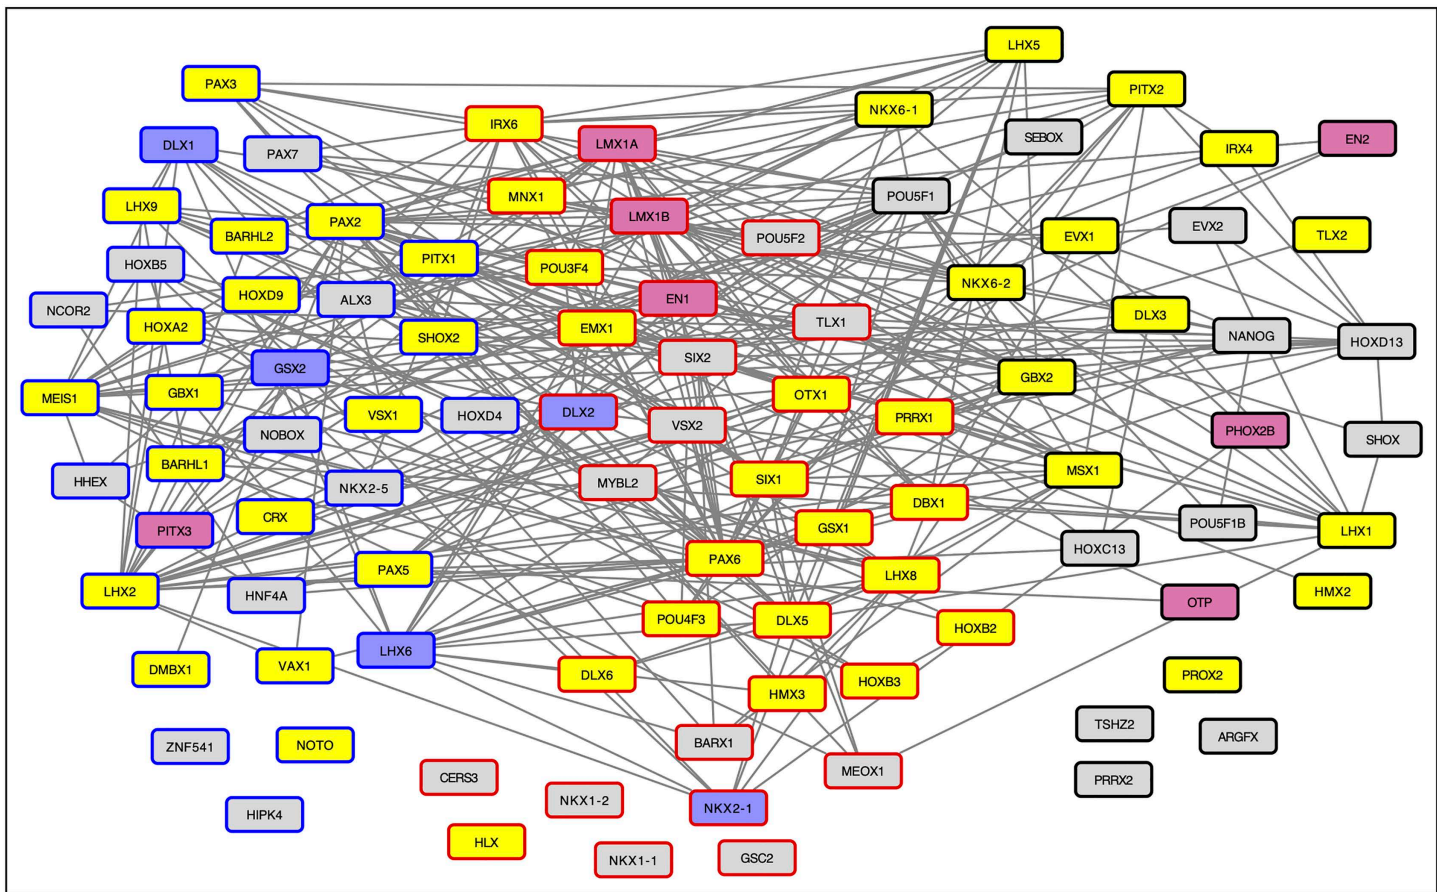 LHX5
PAX3
PITX2
NKX6-1
IRX6
SEBOX
EN2
DLX1
LMX1A
IRX4
PAX7
MNX1
POU5F1
LHX9
LMX1B
PAX2
EVX2
BARHL2
POU5F2
EVX1
TLX2
HOXB5
PITX1
POU3F4
NKX6-2
HOXD9
ALX3
EN1
NCOR2
DLX3
TLX1
HOXA2
EMX1
SHOX2
NANOG
HOXD13
SIX2
GSX2
GBX2
GBX1
OTX1
MEIS1
DLX2
VSX1
HOXD4
PRRX1
VSX2
PHOX2B
NOBOX
SHOX
BARHL1
MSX1
SIX1
HHEX
MYBL2
NKX2-5
DBX1
CRX
POU5F1B
GSX1
PITX3
LHX1
HOXC13
PAX6
PAX5
LHX8
LHX2
HMX2
HNF4A
OTP
POU4F3
DLX5
HOXB2
LHX6
VAX1
DMBX1
DLX6
PROX2
HOXB3
HMX3
TSHZ2
ARGFX
BARX1
NOTO
ZNF541
MEOX1
CERS3
PRRX2
NKX1-2
NKX2-1
HIPK4
HLX
GSC2
NKX1-1